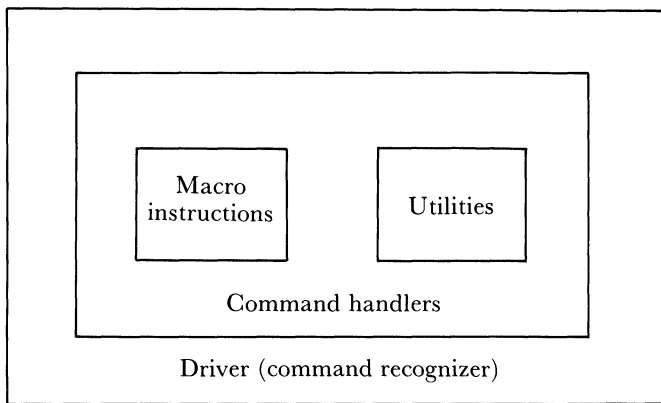 Macro
instructions
Utilities
Command handlers
Driver (command recognizer)